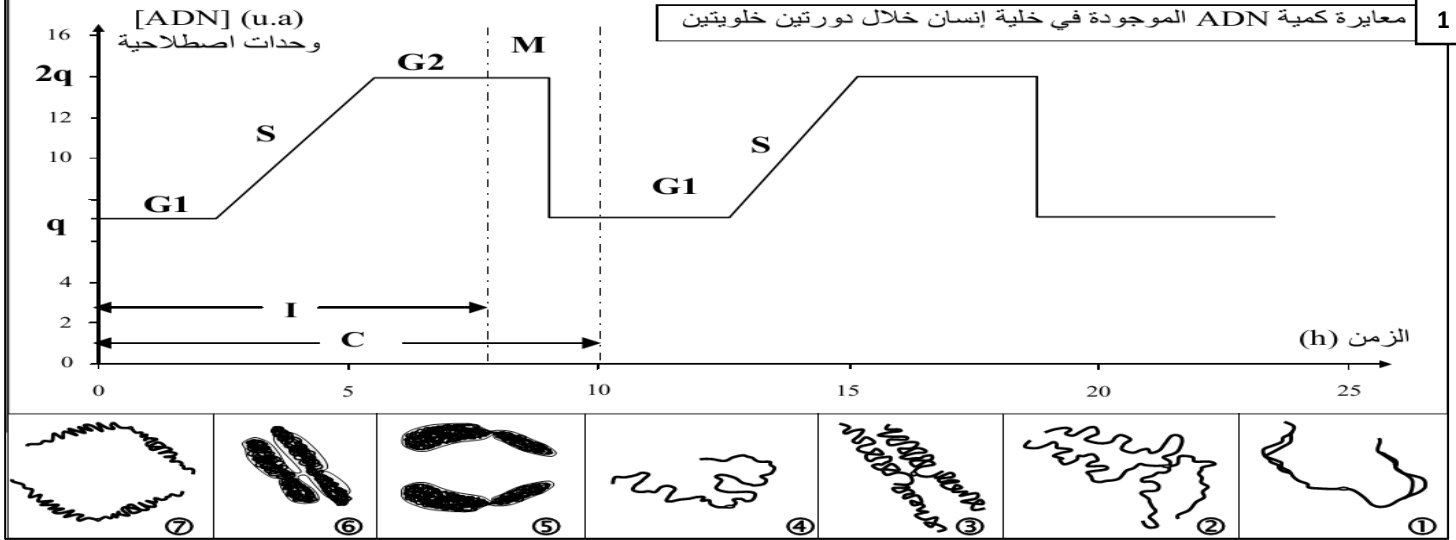 1
معايرة كمية ADN الموجودة في خلية إنسان خلال دورتين خلويتين
[ADN] (u.a)
وحدات اصطلاحية
16
2q
12
10
q
4
2
0
G1
S
G2
M
G1
S
I
C
الزمن (h)
0 5 10 15 20 25
⑦ ⑥ ⑤ ④ ③ ② ①